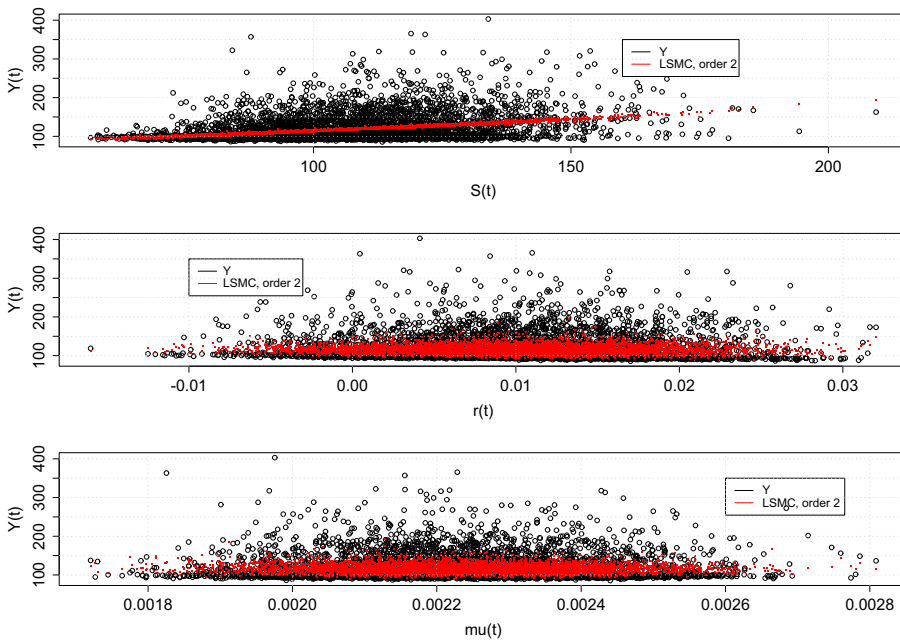 400
300
200
100
Y(t)
Y
LSMC, order 2
100
150
200
S(t)
400
300
200
100
Y(t)
Y
LSMC, order 2
-0.01
0.00
0.01
0.02
0.03
r(t)
400
300
200
100
Y(t)
Y
LSMC, order 2
0.0018
0.0020
0.0022
0.0024
0.0026
0.0028
mu(t)